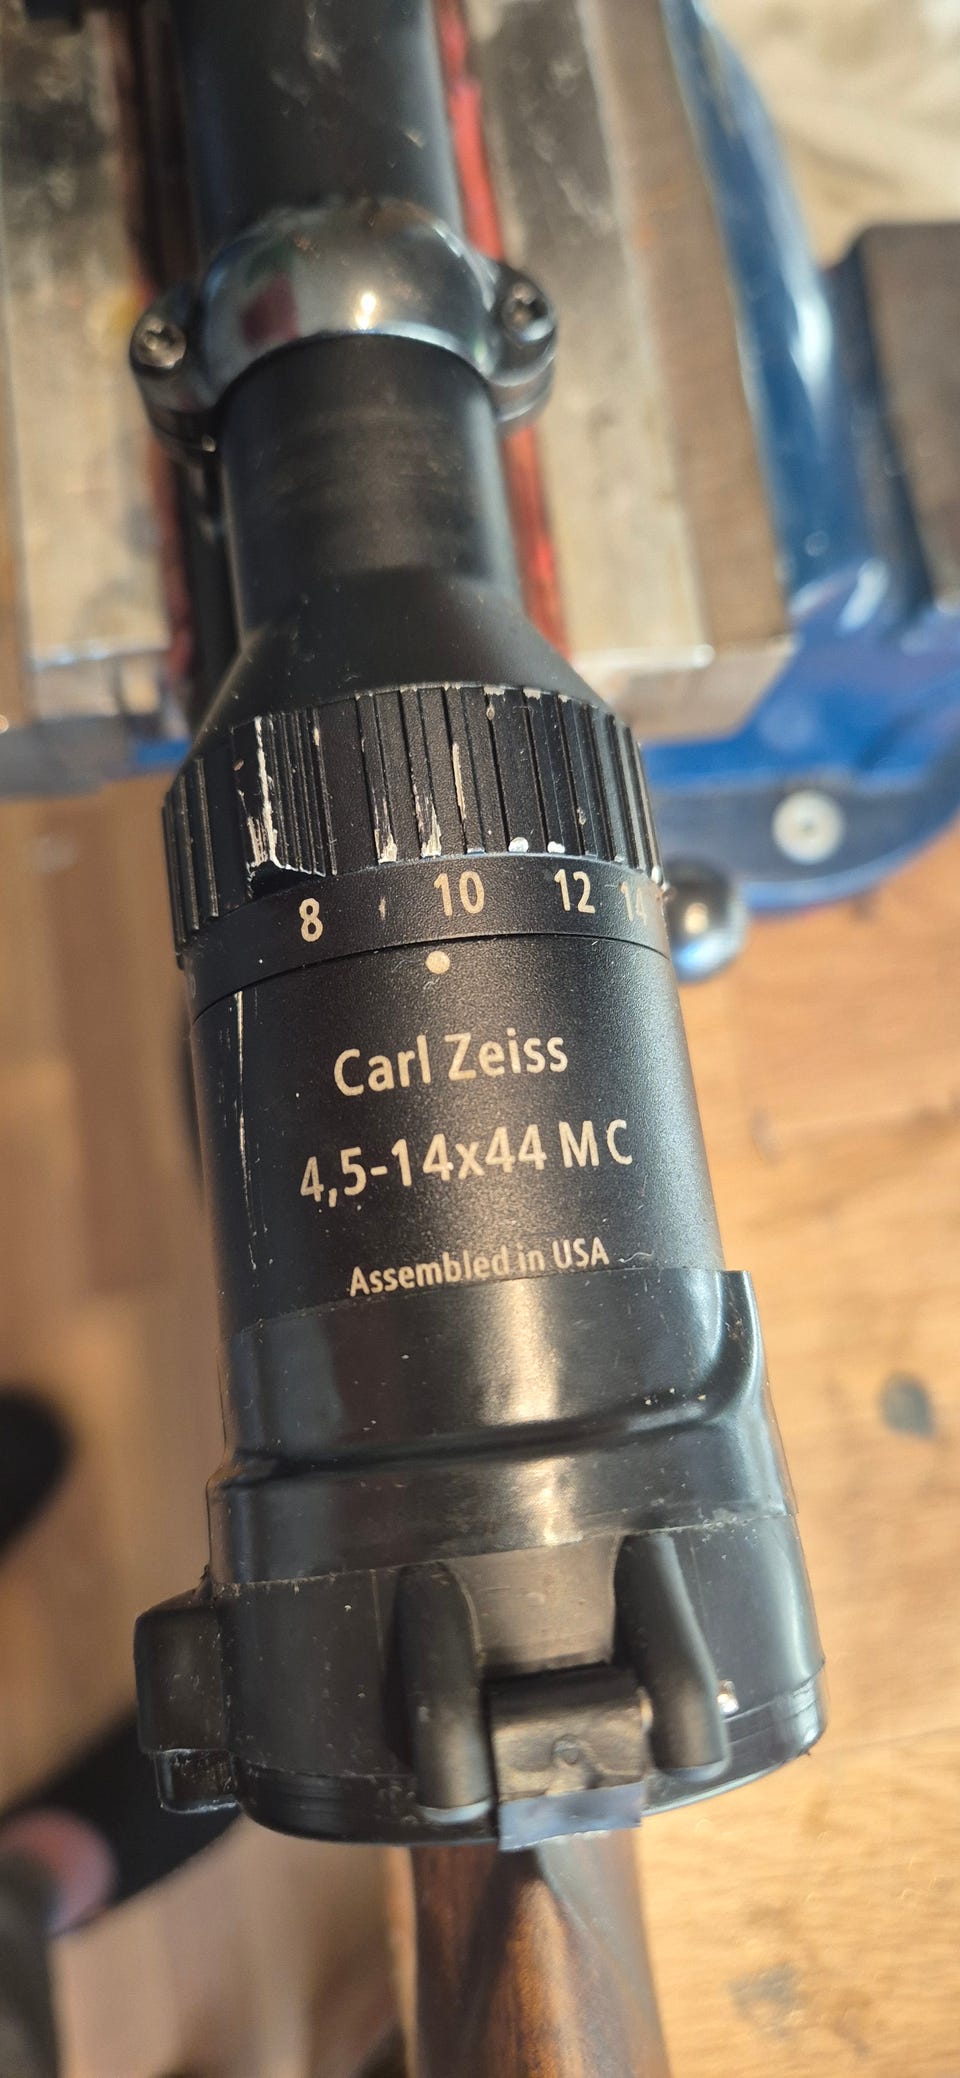 8 10 12 14
Carl Zeiss
4,5-14x44 MC
Assembled in USA